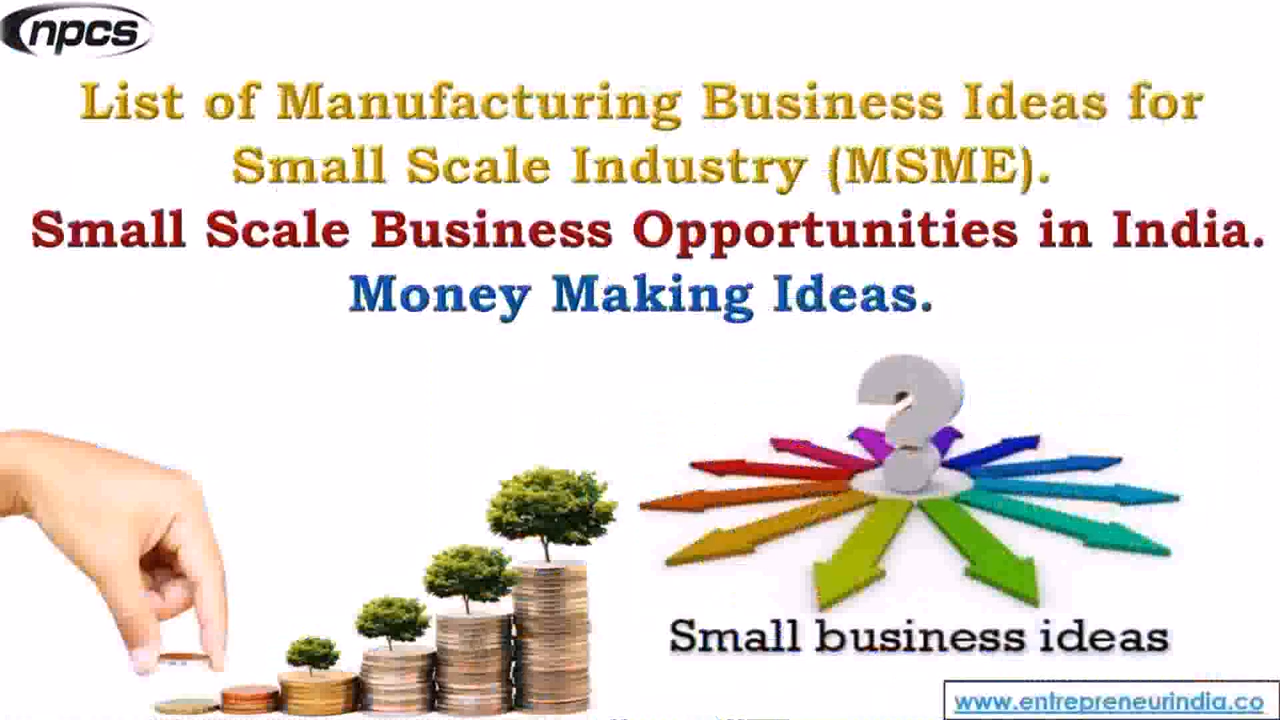 npcs
List of Manufacturing Business Ideas for
Small Scale Industry (MSME).
Small Scale Business Opportunities in India.
Money Making Ideas.
?
Small business ideas
www.entrepreneurindia.co